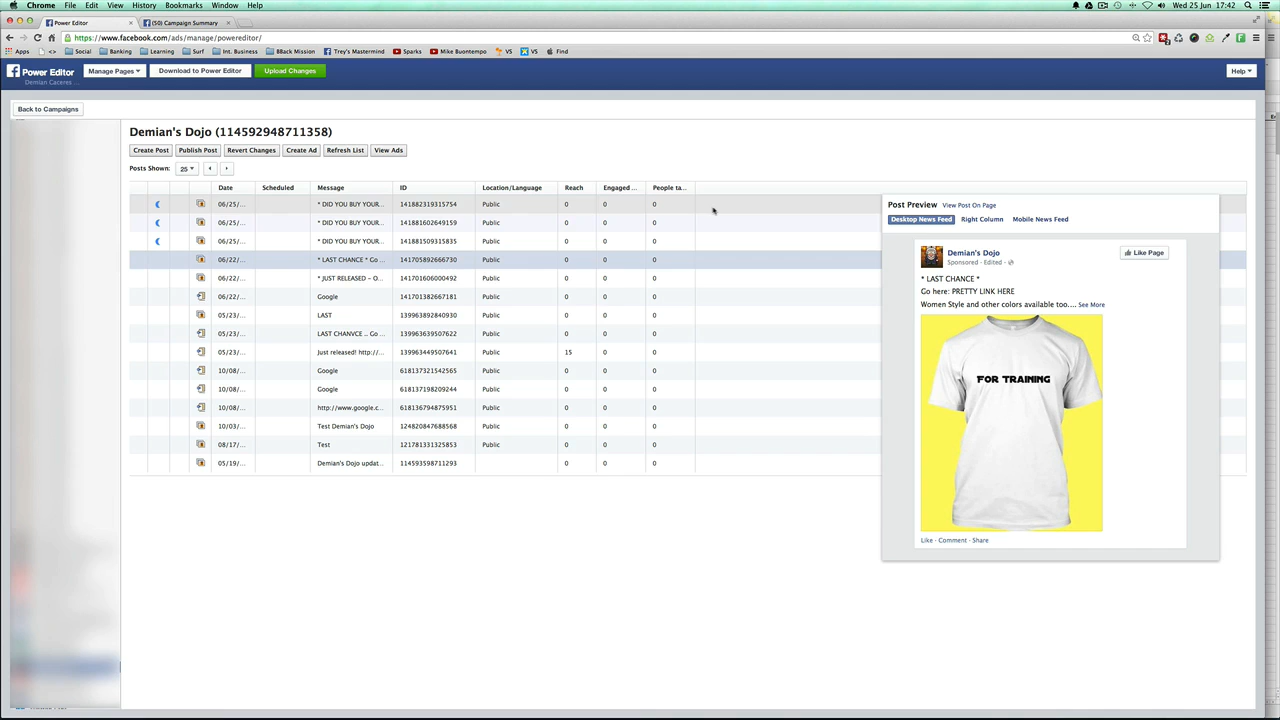 Chrome File Edit View History Bookmarks Window Help Wed 25 Jun 17:42
Power Editor (50) Campaign Summary
https://www.facebook.com/ads/manage/powereditor/
Apps Social Banking Learning Surf Int. Business BBack Mission Trey's Mastermind Sparks Mike Buontempo VS VS Fire
Power Editor
Demian Caceres ...
Manage Pages Download to Power Editor Upload Changes Help
Back to Campaigns
Demian's Dojo (114592948711358)
Create Post Publish Post Revert Changes Create Ad Refresh List View Ads
Posts Shown: 25
Date Scheduled Message ID Location/Language Reach Engaged ... People ta...
06/25/... * DID YOU BUY YOUR... 141882319315754 Public 0 0 0
06/25/... * DID YOU BUY YOUR... 141881602649159 Public 0 0 0
06/25/... * DID YOU BUY YOUR... 141881509315835 Public 0 0 0
06/22/... * LAST CHANCE * Go ... 141705882666730 Public 0 0 0
06/22/... * JUST RELEASED – O... 141701606000492 Public 0 0 0
06/22/... Google 141701382667181 Public 0 0 0
05/23/... LAST 139963892840930 Public 0 0 0
05/23/... LAST CHANVCE .. Go ... 139963639507622 Public 0 0 0
05/23/... Just released! http://... 139963449507641 Public 15 0 0
10/08/... Google 618137321542565 Public 0 0 0
10/08/... Google 618137198209244 Public 0 0 0
10/08/... http://www.google.c... 618136794875951 Public 0 0 0
10/03/... Test Demian's Dojo 124820847688568 Public 0 0 0
08/17/... Test 121781331325853 Public 0 0 0
05/19/... Demian's Dojo updat... 114593598711293 0 0 0
Post Preview View Post On Page
Desktop News Feed Right Column Mobile News Feed
Demian's Dojo
Sponsored · Edited ·
Like Page
* LAST CHANCE *
Go here: PRETTY LINK HERE
Women Style and other colors available too.... See More
FOR TRAINING
Like · Comment · Share